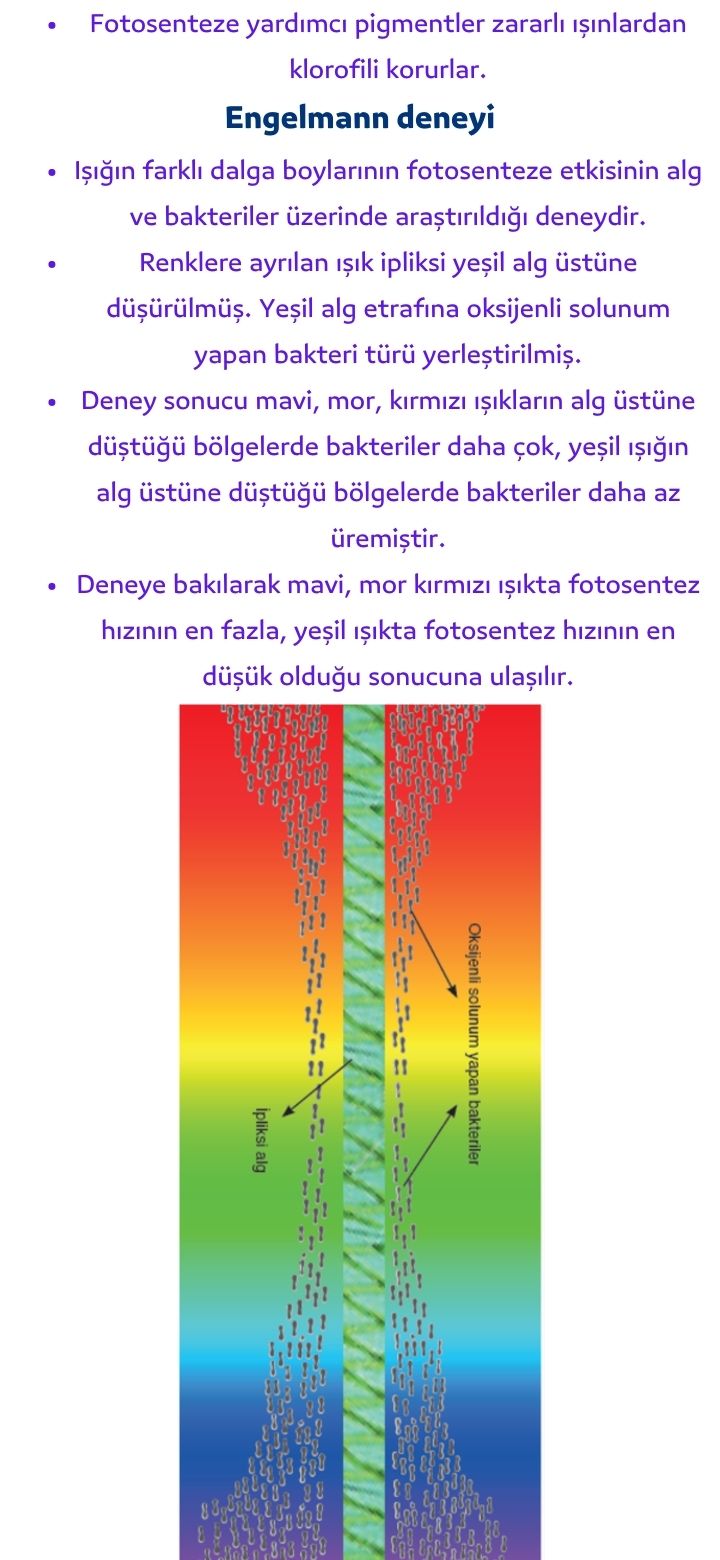 • Fotosenteze yardımcı pigmentler zararlı ışınlardan
klorofili korurlar.
Engelmann deneyi
• Işığın farklı dalga boylarının fotosenteze etkisinin alg
ve bakteriler üzerinde araştırıldığı deneydir.
• Renklere ayrılan ışık ipliksi yeşil alg üstüne
düşürülmüş. Yeşil alg etrafına oksijenli solunum
yapan bakteri türü yerleştirilmiş.
• Deney sonucu mavi, mor, kırmızı ışıkların alg üstüne
düştüğü bölgelerde bakteriler daha çok, yeşil ışığın
alg üstüne düştüğü bölgelerde bakteriler daha az
üremiştir.
• Deneye bakılarak mavi, mor kırmızı ışıkta fotosentez
hızının en fazla, yeşil ışıkta fotosentez hızının en
düşük olduğu sonucuna ulaşılır.
Oksijenli solunum yapan bakteriler
İpliksi alg